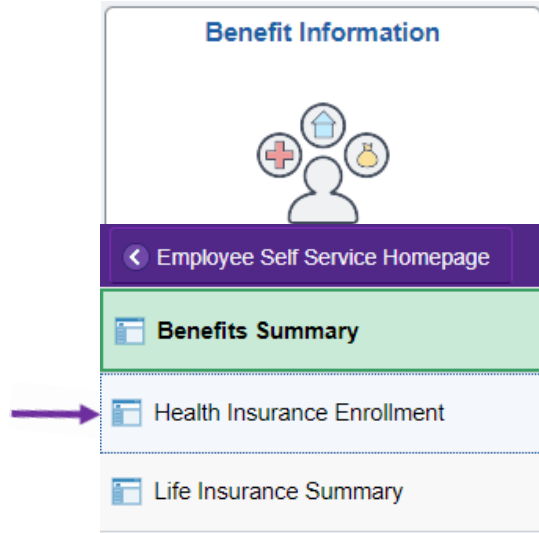 Benefit Information
Employee Self Service Homepage
Benefits Summary
Health Insurance Enrollment
Life Insurance Summary